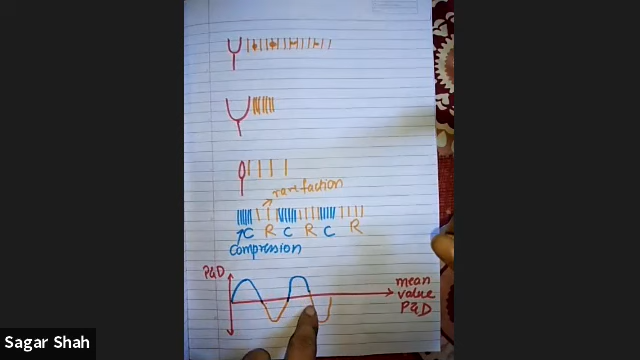 rarefaction
C R C R C R
compression
P&D
mean
value
P&D
Sagar Shah